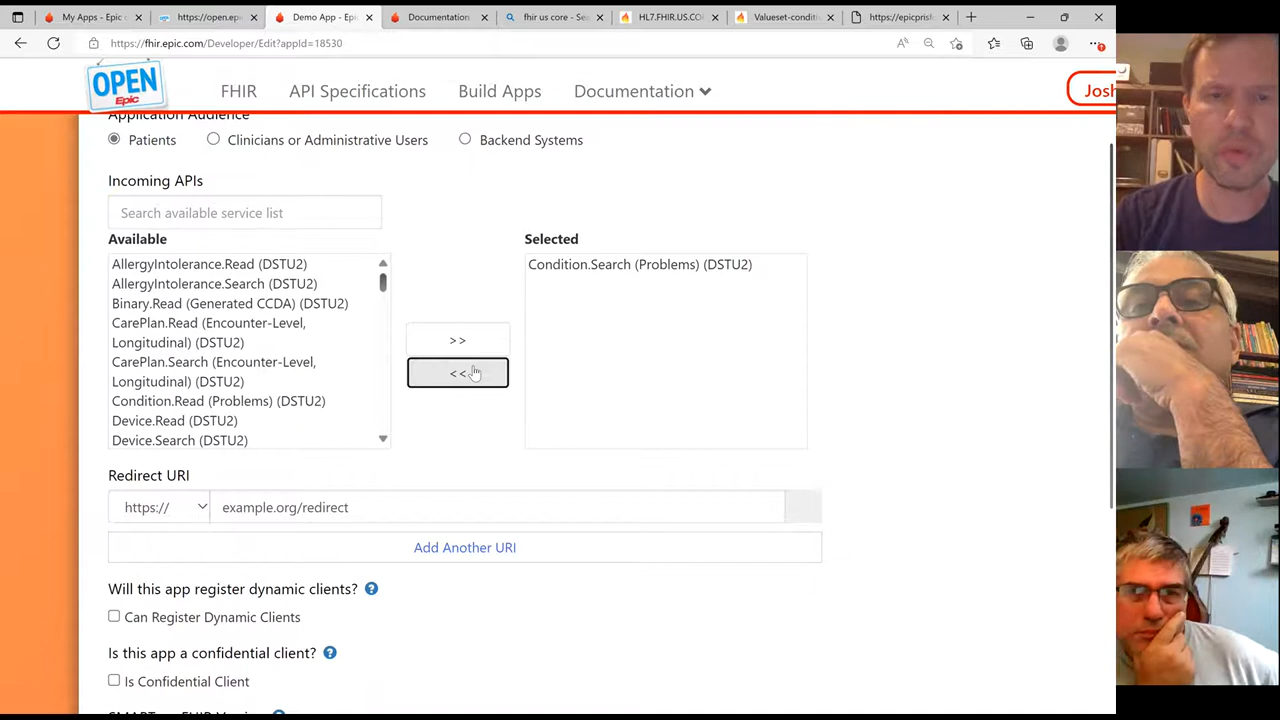 My Apps - Epic
https://open.epi
Demo App - Epi
Documentation
fhir us core - Sea
HL7.FHIR.US.CO
Valueset-conditi
https://epicprisf
https://fhir.epic.com/Developer/Edit?appId=18530
OPEN
Epic
FHIR
API Specifications
Build Apps
Documentation
Josh
Application Audience
Patients
Clinicians or Administrative Users
Backend Systems
Incoming APIs
Search available service list
Available
Selected
AllergyIntolerance.Read (DSTU2)
AllergyIntolerance.Search (DSTU2)
Binary.Read (Generated CCDA) (DSTU2)
CarePlan.Read (Encounter-Level,
Longitudinal) (DSTU2)
CarePlan.Search (Encounter-Level,
Longitudinal) (DSTU2)
Condition.Read (Problems) (DSTU2)
Device.Read (DSTU2)
Device.Search (DSTU2)
>>
<<
Condition.Search (Problems) (DSTU2)
Redirect URI
https://
example.org/redirect
Add Another URI
Will this app register dynamic clients?
Can Register Dynamic Clients
Is this app a confidential client?
Is Confidential Client